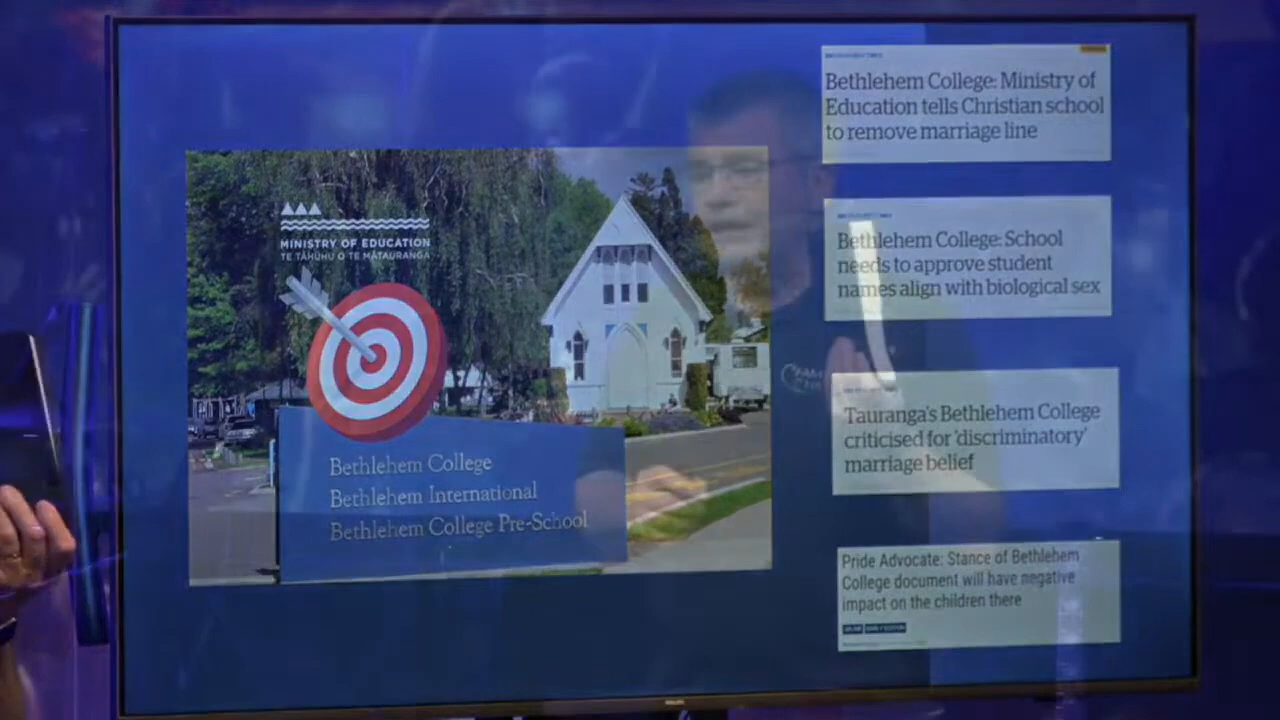 MINISTRY OF EDUCATION
TE TĀHUHU O TE MĀTAURANGA
Bethlehem College
Bethlehem International
Bethlehem College Pre-School
Bethlehem College: Ministry of
Education tells Christian school
to remove marriage line
Bethlehem College: School
needs to approve student
names align with biological sex
Tauranga's Bethlehem College
criticised for 'discriminatory'
marriage belief
Pride Advocate: Stance of Bethlehem
College document will have negative
impact on the children there
PHILIPS